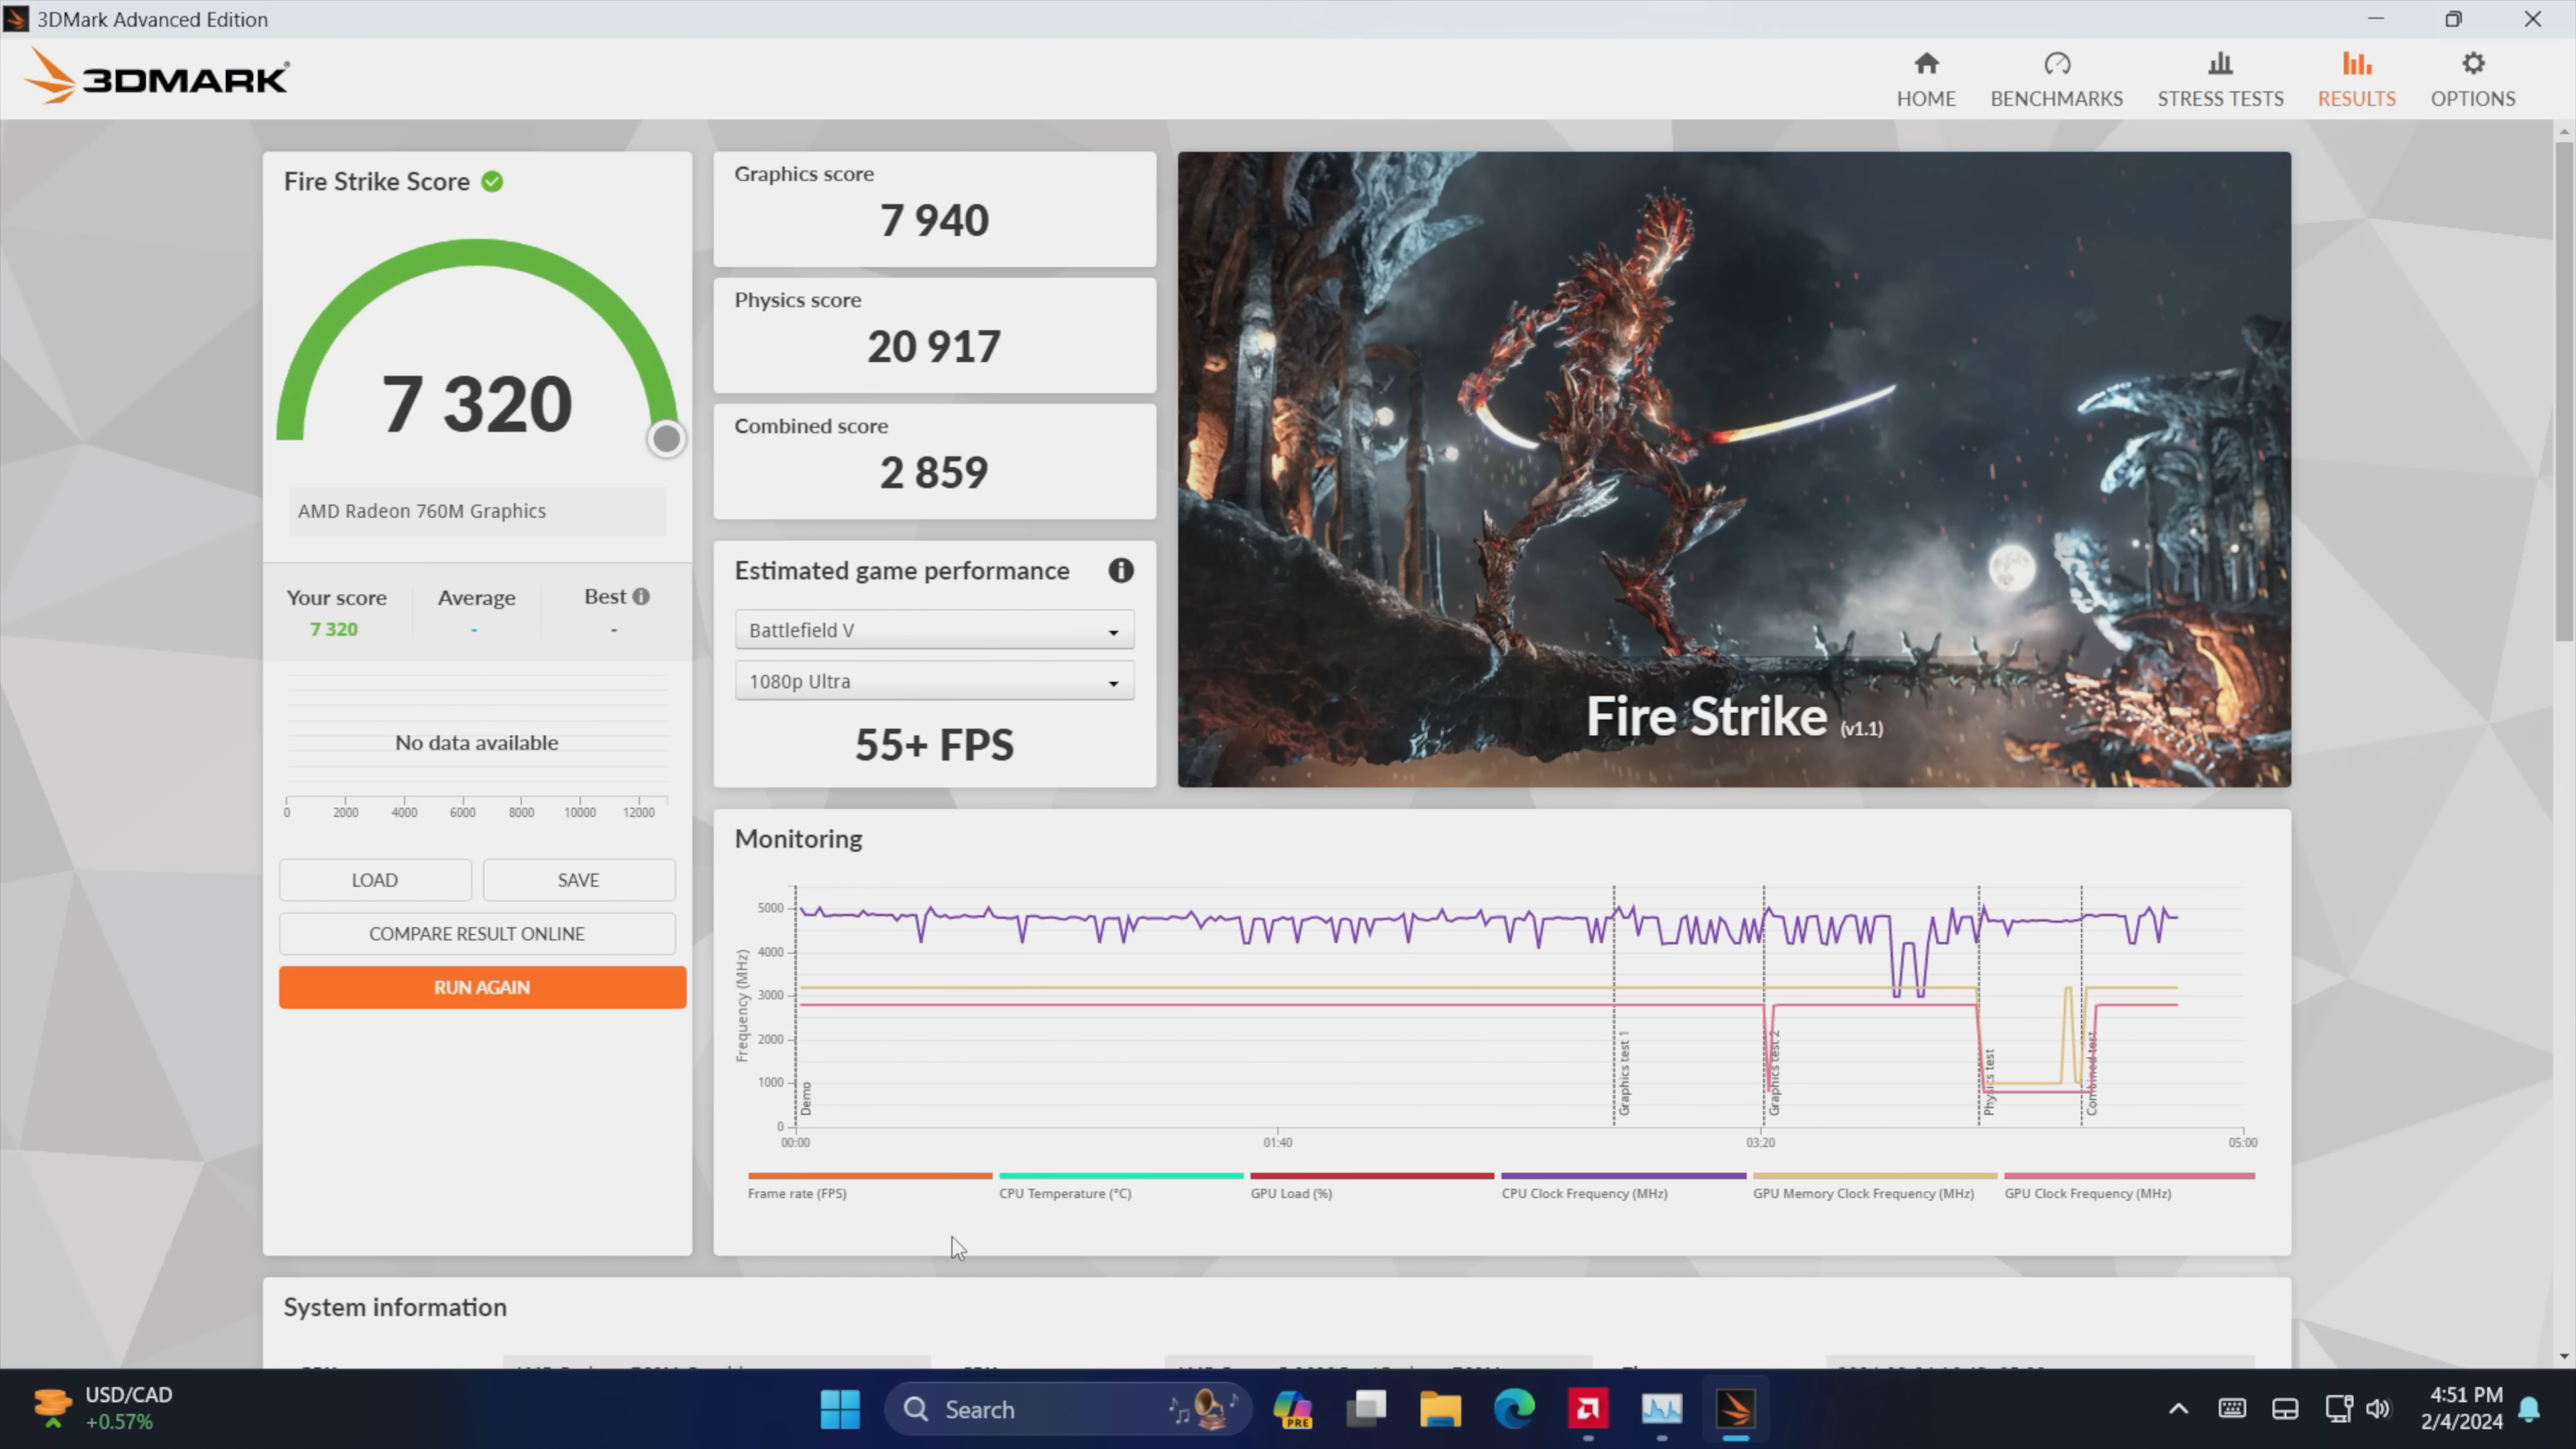 3DMark Advanced Edition
3DMARK
HOME
BENCHMARKS
STRESS TESTS
RESULTS
OPTIONS
Fire Strike Score
7 320
AMD Radeon 760M Graphics
Your score
Average
Best
7 320
-
-
No data available
0 2000 4000 6000 8000 10000 12000
LOAD
SAVE
COMPARE RESULT ONLINE
RUN AGAIN
Graphics score
7 940
Physics score
20 917
Combined score
2 859
Estimated game performance
Battlefield V
1080p Ultra
55+ FPS
Fire Strike (v1.1)
Monitoring
Frequency (MHz)
5000
4000
3000
2000
1000
0
Demo
Graphics test 1
Graphics test 2
Physics test
Combined test
00:00 01:40 03:20 05:00
Frame rate (FPS)
CPU Temperature (°C)
GPU Load (%)
CPU Clock Frequency (MHz)
GPU Memory Clock Frequency (MHz)
GPU Clock Frequency (MHz)
System information
USD/CAD
+0.57%
Search
PRE
4:51 PM
2/4/2024